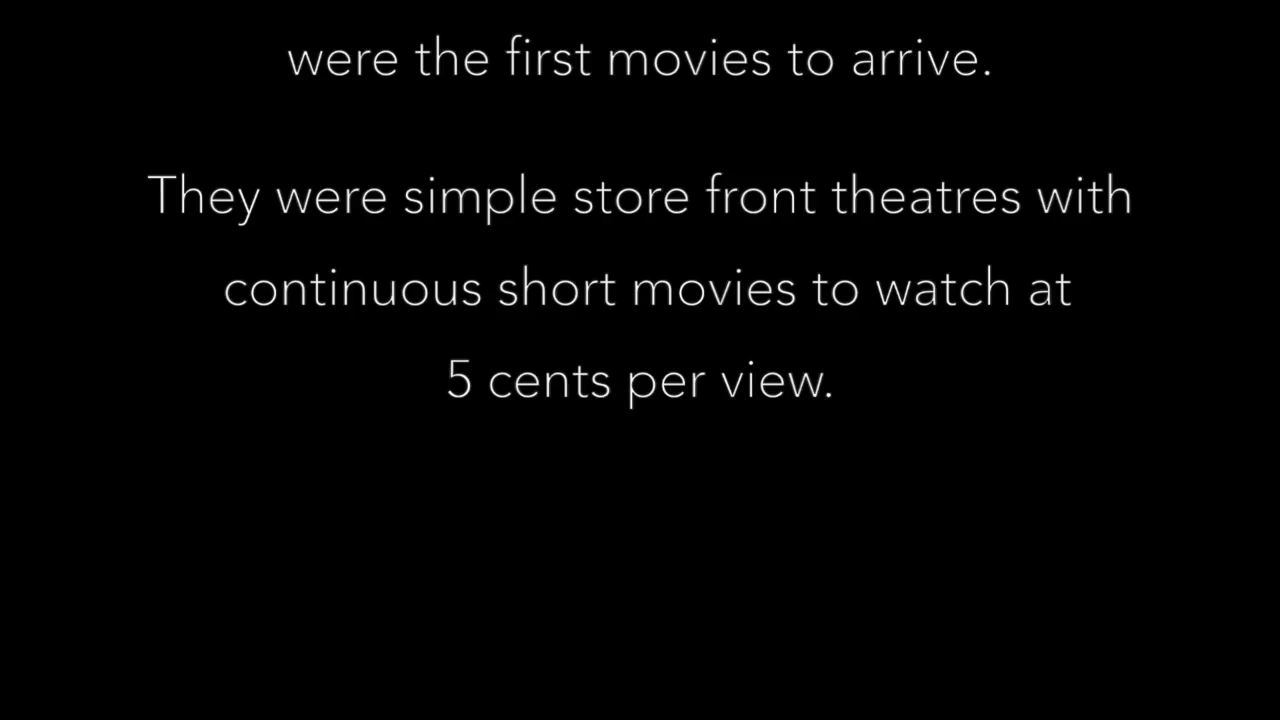 were the first movies to arrive.
They were simple store front theatres with
continuous short movies to watch at
5 cents per view.